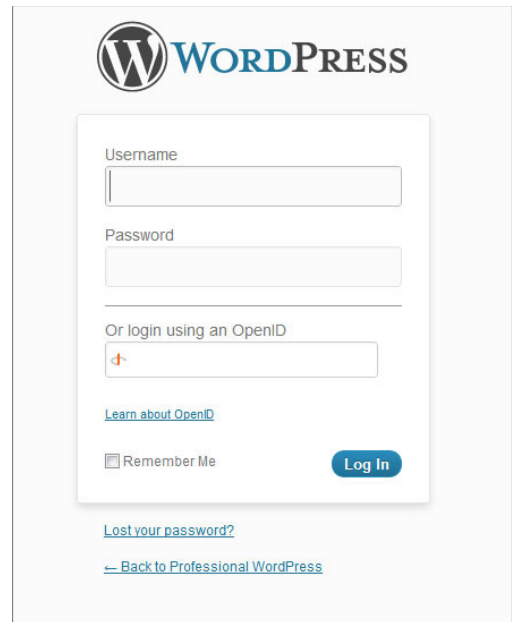 WORDPRESS
Username
Password
Or login using an OpenID
Learn about OpenID
Remember Me
Log In
Lost your password?
← Back to Professional WordPress